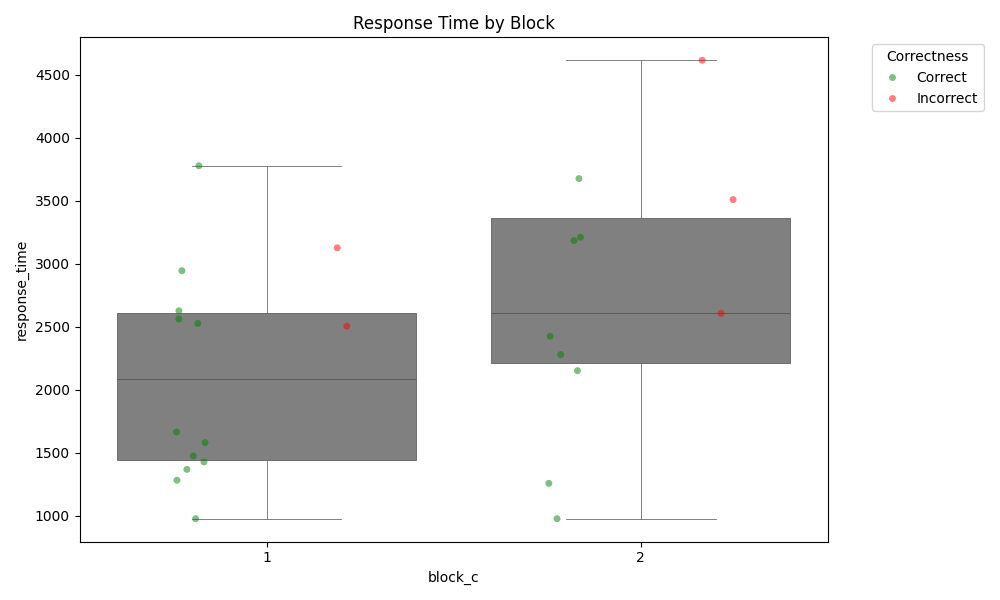 Response Time by Block
Correctness
Correct
Incorrect
response_time
4500
4000
3500
3000
2500
2000
1500
1000
1
2
block_c